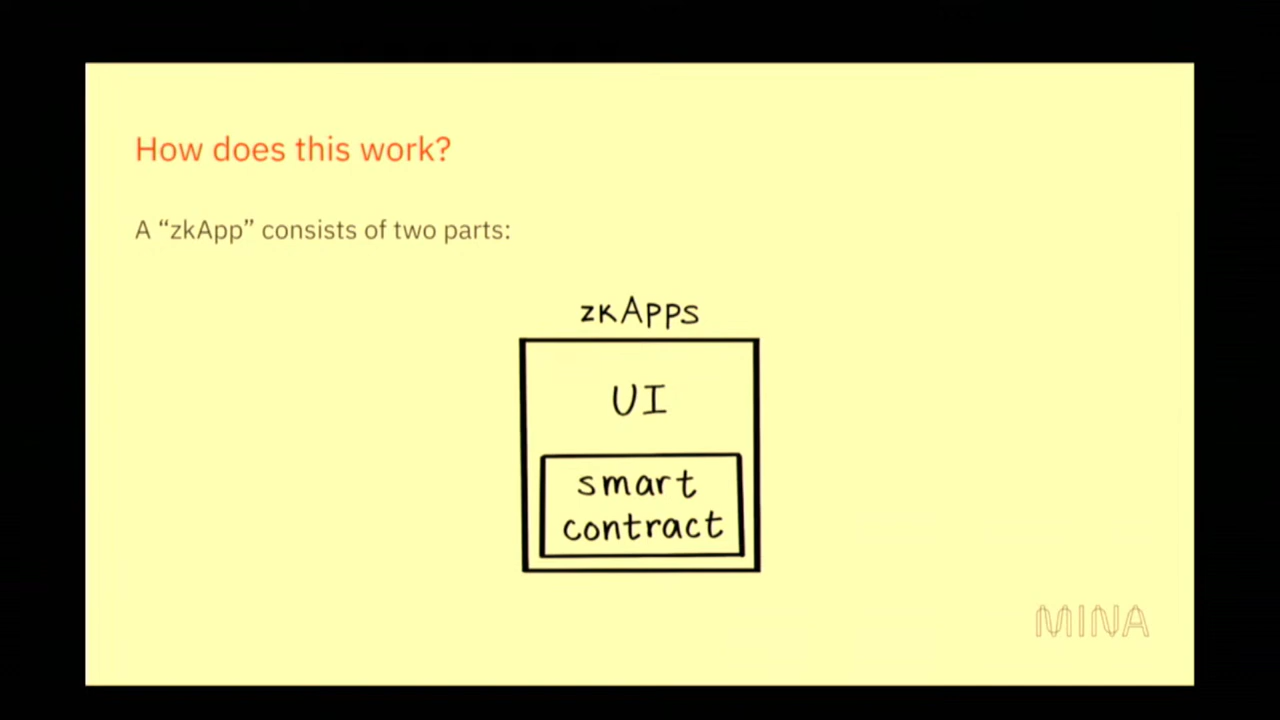 How does this work?
A “zkApp” consists of two parts:
zkApps
UI
smart
contract
MINA